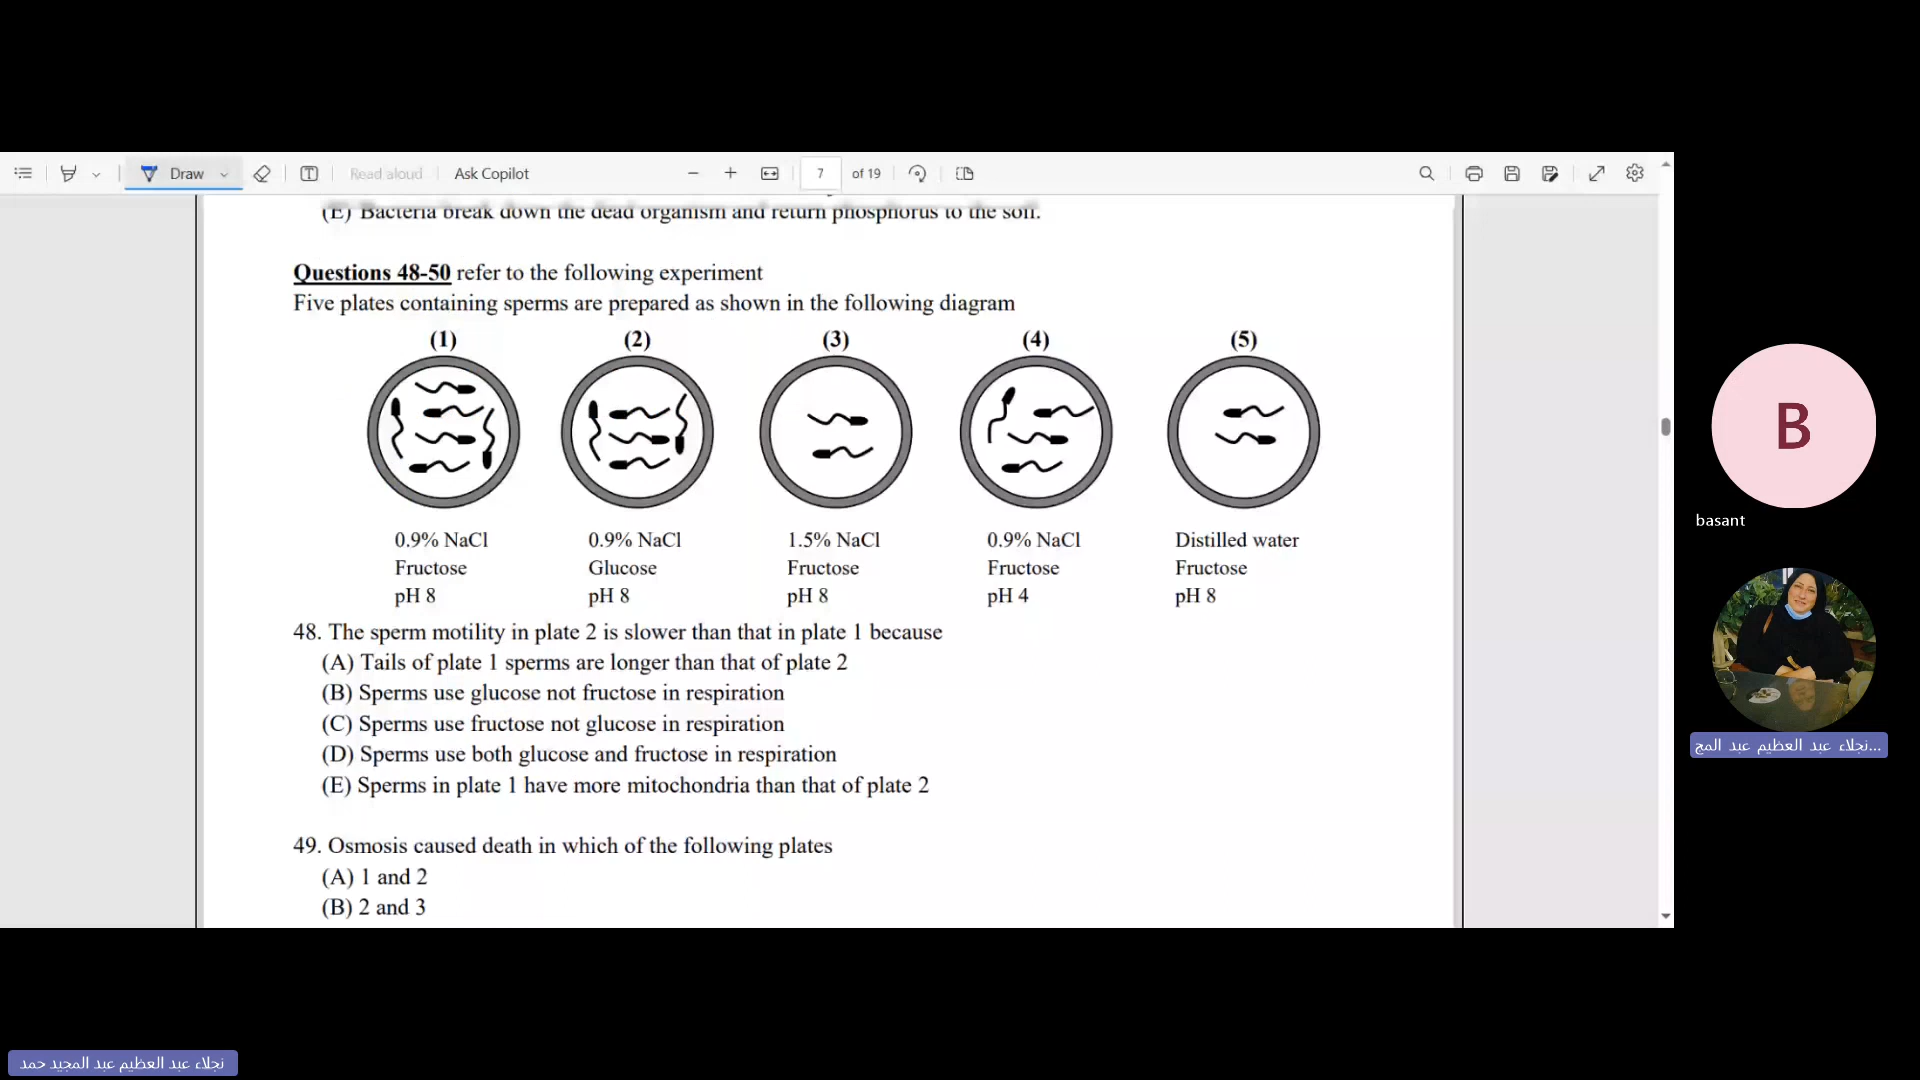 Draw
Read aloud
Ask Copilot
7
of 19
(E) Bacteria break down the dead organism and return phosphorus to the soil.
Questions 48-50 refer to the following experiment
Five plates containing sperms are prepared as shown in the following diagram
(1) (2) (3) (4) (5)
0.9% NaCl 0.9% NaCl 1.5% NaCl 0.9% NaCl Distilled water
Fructose Glucose Fructose Fructose Fructose
pH 8 pH 8 pH 8 pH 4 pH 8
48. The sperm motility in plate 2 is slower than that in plate 1 because
(A) Tails of plate 1 sperms are longer than that of plate 2
(B) Sperms use glucose not fructose in respiration
(C) Sperms use fructose not glucose in respiration
(D) Sperms use both glucose and fructose in respiration
(E) Sperms in plate 1 have more mitochondria than that of plate 2
49. Osmosis caused death in which of the following plates
(A) 1 and 2
(B) 2 and 3
B
basant
نجلاء عبد العظيم عبد المج...
نجلاء عبد العظيم عبد المجيد حمد